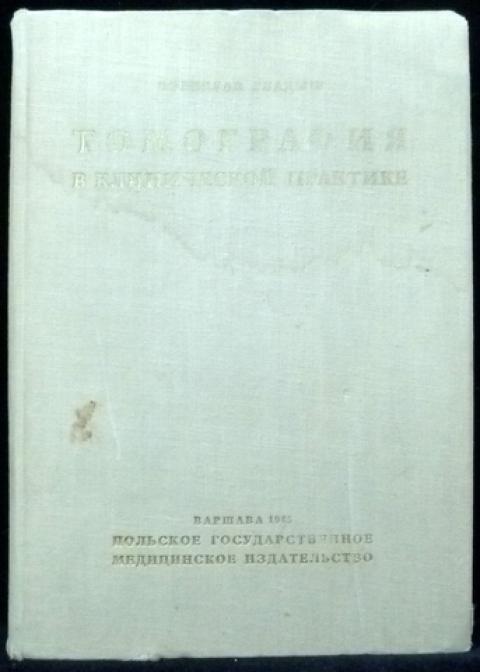 ТОМОГРАФИЯ
В КЛИНИЧЕСКОЙ ПРАКТИКЕ
ВАРШАВА
ПОЛЬСКОЕ ГОСУДАРСТВЕННОЕ
МЕДИЦИНСКОЕ ИЗДАТЕЛЬСТВО